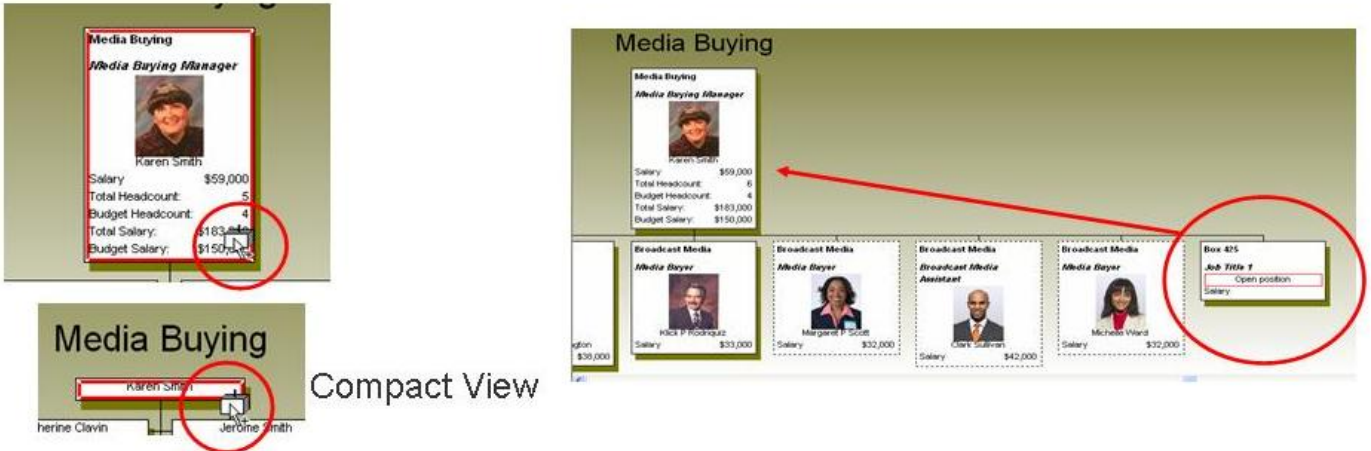 Media Buying
Media Buying Manager
Karen Smith
Salary $59,000
Total Headcount: 5
Budget Headcount: 4
Total Salary:
Budget Salary:
Media Buying
Karen Smith
herine Clavin Jerome Smith
Compact View
Media Buying
Media Buying
Media Buying Manager
Karen Smith
Salary $59,000
Total Headcount: 6
Budget Headcount: 4
Total Salary: $183,000
Budget Salary: $150,000
ngton
$38,000
Broadcast Media
Media Buyer
Klick P Rodriquiz
Salary $33,000
Broadcast Media
Media Buyer
Margaret P Scott
Salary $32,000
Broadcast Media
Broadcast Media
Assistant
Clark Sullivan
Salary $42,000
Broadcast Media
Media Buyer
Michelle Ward
Salary $32,000
Box 425
Job Title 1
Open position
Salary